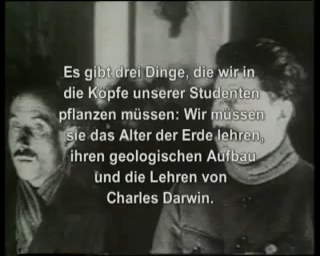 Es gibt drei Dinge, die wir in
die Köpfe unserer Studenten
pflanzen müssen: Wir müssen
sie das Alter der Erde lehren,
ihren geologischen Aufbau
und die Lehren von
Charles Darwin.